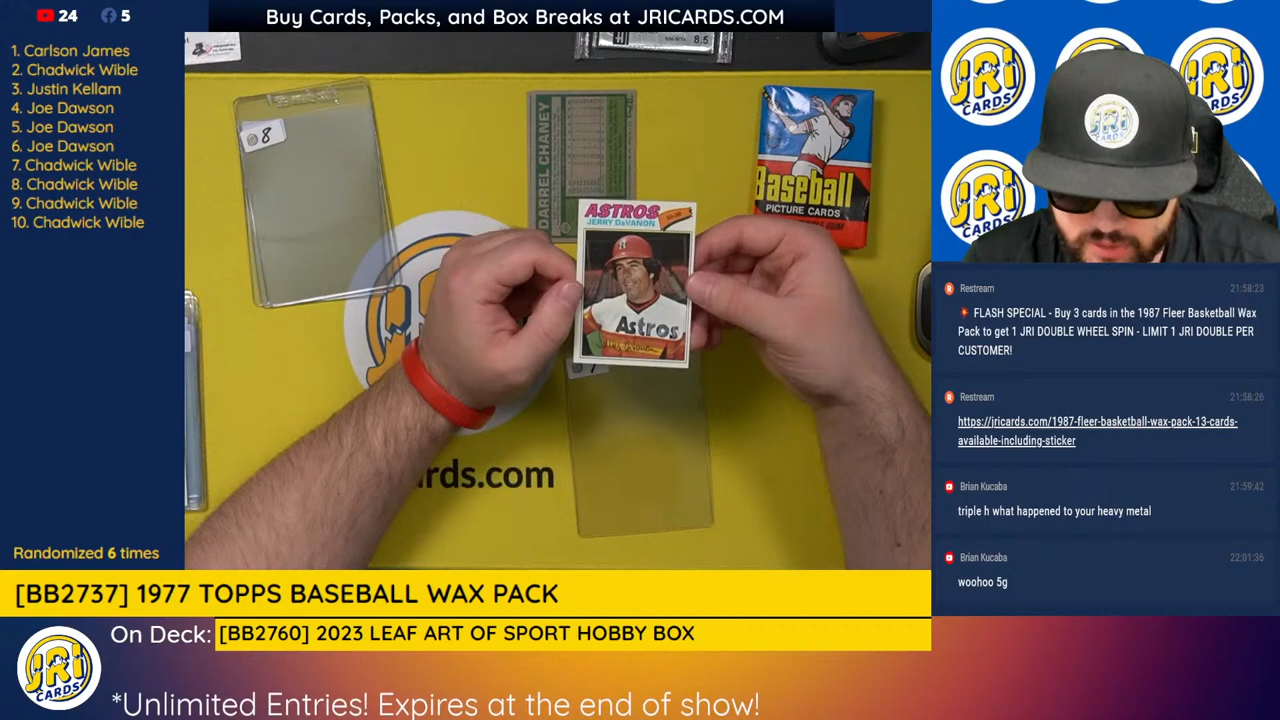 24
5
Buy Cards, Packs, and Box Breaks at JRICARDS.COM
1. Carlson James
2. Chadwick Wible
3. Justin Kellam
4. Joe Dawson
5. Joe Dawson
6. Joe Dawson
7. Chadwick Wible
8. Chadwick Wible
9. Chadwick Wible
10. Chadwick Wible
Randomized 6 times
8.5
8
DARREL CHANEY
Baseball
PICTURE CARDS
GUM
ASTROS
JERRY DaVANON
Astros
rds.com
JRI
CARDS
JRI
CARDS
JRI
Restream
21:58:23
FLASH SPECIAL - Buy 3 cards in the 1987 Fleer Basketball Wax
Pack to get 1 JRI DOUBLE WHEEL SPIN - LIMIT 1 JRI DOUBLE PER
CUSTOMER!
Restream
21:58:26
https://jricards.com/1987-fleer-basketball-wax-pack-13-cards-
available-including-sticker
Brian Kucaba
21:59:42
triple h what happened to your heavy metal
Brian Kucaba
22:01:36
woohoo 5g
[BB2737] 1977 TOPPS BASEBALL WAX PACK
On Deck: [BB2760] 2023 LEAF ART OF SPORT HOBBY BOX
JRI
CARDS
*Unlimited Entries! Expires at the end of show!